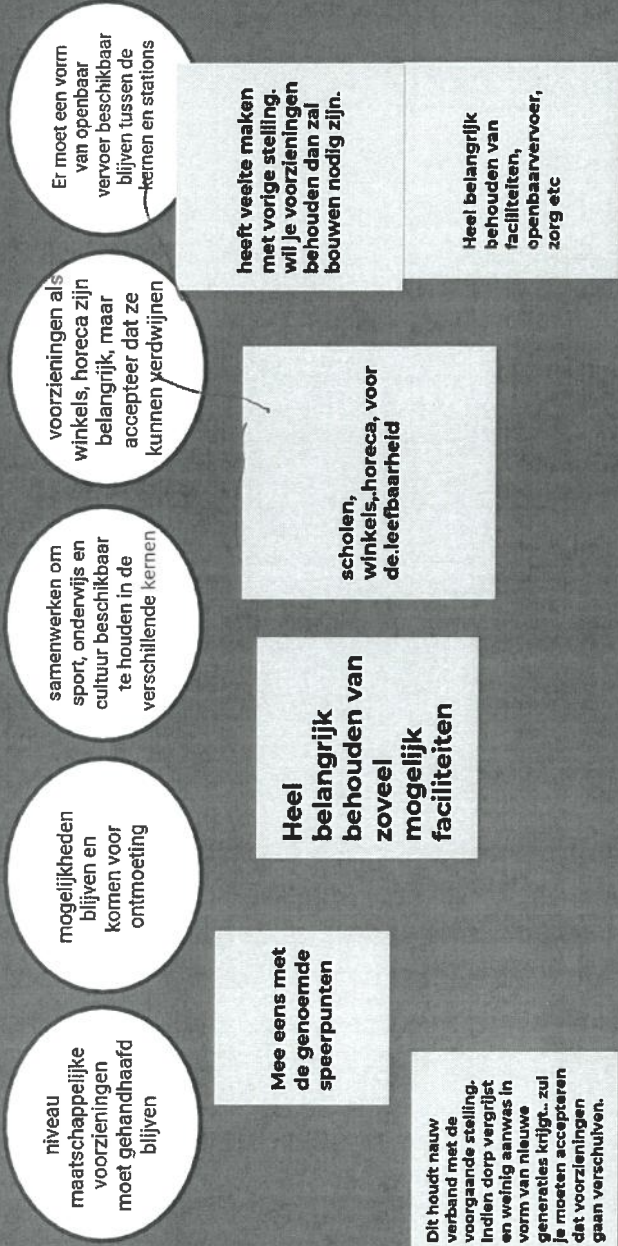 niveau
maatschappelijke
voorzieningen
moet gehandhaafd
blijven
mogelijkheden
blijven en
komen voor
ontmoeting
samenwerken om
sport, onderwijs en
cultuur beschikbaar
te houden in de
verschillende kernen
voorzieningen als
winkels, horeca zijn
belangrijk, maar
accepteer dat ze
kunnen verdwijnen
Er moet een vorm
van openbaar
vervoer beschikbaar
blijven tussen de
kernen en stations
Mee eens met
de genoemde
speerpunten
Heel
belangrijk
behouden van
zoveel
mogelijk
faciliteiten
scholen,
winkels,.horeca, voor
de.leefbaarheid
heeft veelte maken
met vorige stelling.
wil je voorzieningen
behouden dan zal
bouwen nodig zijn.
Dit houdt nauw
verband met de
voorgaande stelling.
Indien dorp vergrijst
en weinig aanwas in
vorm van nieuwe
generaties krijgt.. zul
je moeten accepteren
dat voorzieningen
gaan verschuiven.
Heel belangrijk
behouden van
faciliteiten,
openbaarvervoer,
zorg etc